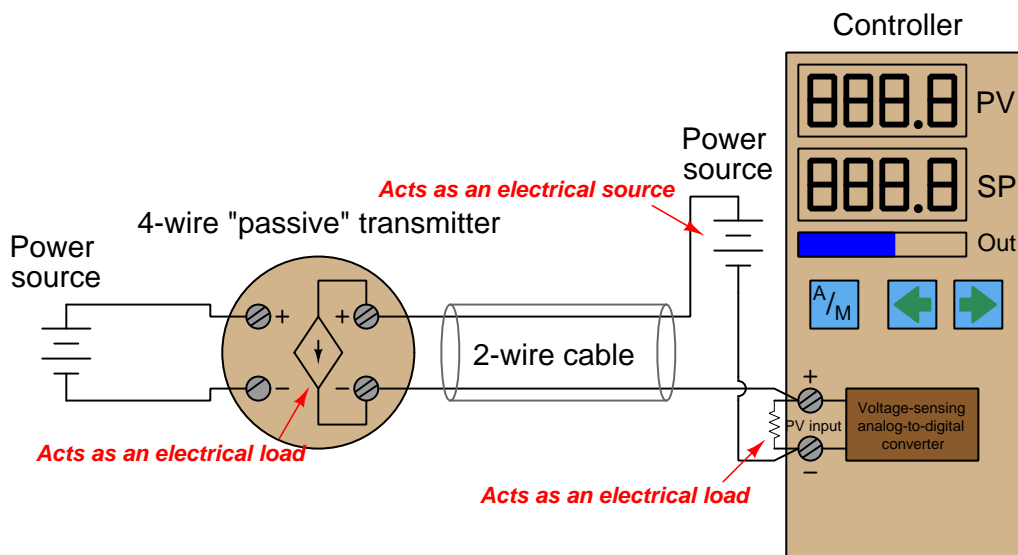 Controller
888.8
PV
Power
source
Acts as an electrical source
888.8
SP
4-wire "passive" transmitter
Out
Power
source
A/M
+
+
2-wire cable
-
-
+
Voltage-sensing
analog-to-digital
converter
PV input
Acts as an electrical load
-
Acts as an electrical load